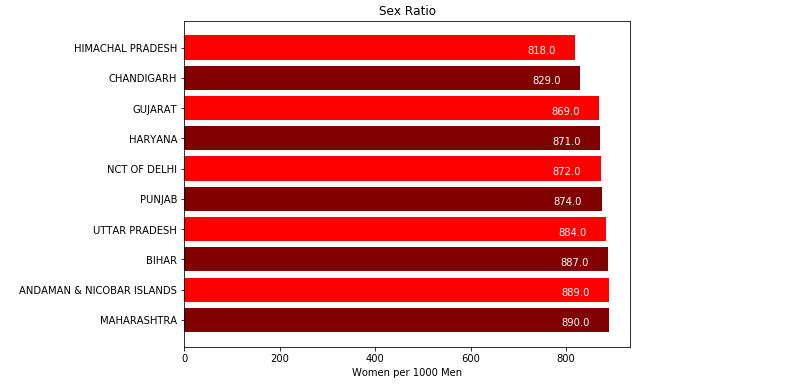 Sex Ratio
HIMACHAL PRADESH 818.0
CHANDIGARH 829.0
GUJARAT 869.0
HARYANA 871.0
NCT OF DELHI 872.0
PUNJAB 874.0
UTTAR PRADESH 884.0
BIHAR 887.0
ANDAMAN & NICOBAR ISLANDS 889.0
MAHARASHTRA 890.0
0 200 400 600 800
Women per 1000 Men